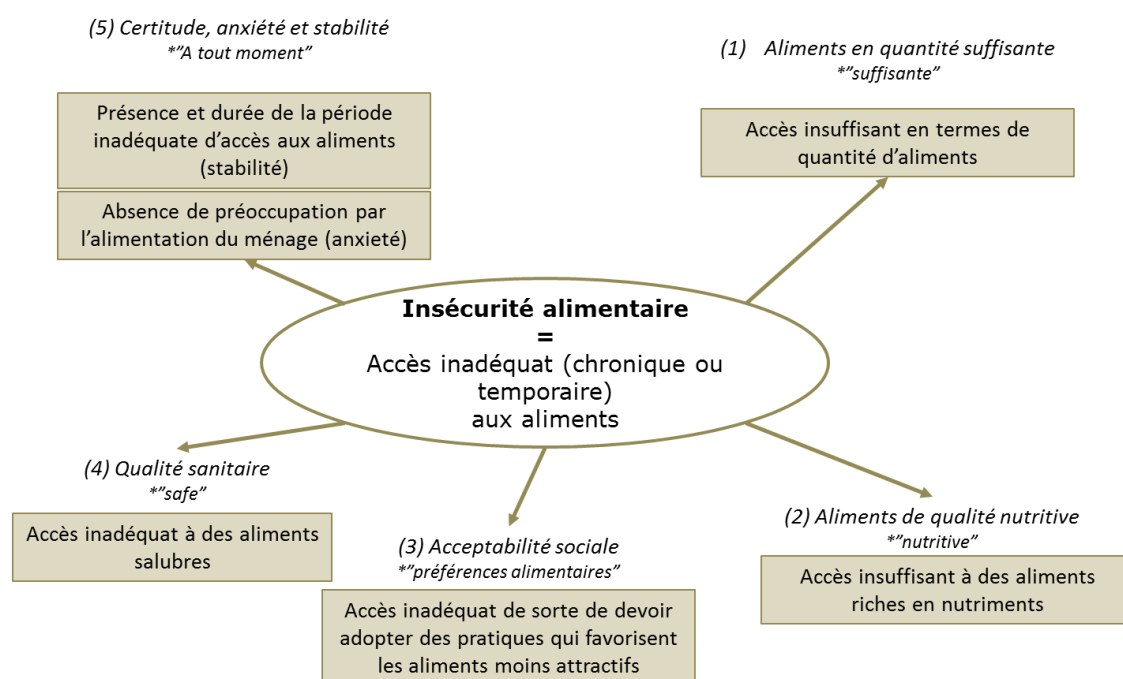 (5) Certitude, anxiété et stabilité
*”A tout moment”
Présence et durée de la période
inadéquate d’accès aux aliments
(stabilité)
Absence de préoccupation par
l’alimentation du ménage (anxieté)
(1) Aliments en quantité suffisante
*”suffisante”
Accès insuffisant en termes de
quantité d’aliments
Insécurité alimentaire
=
Accès inadéquat (chronique ou
temporaire)
aux aliments
(4) Qualité sanitaire
*”safe”
Accès inadéquat à des aliments
salubres
(3) Acceptabilité sociale
*”préférences alimentaires”
Accès inadéquat de sorte de devoir
adopter des pratiques qui favorisent
les aliments moins attractifs
(2) Aliments de qualité nutritive
*”nutritive”
Accès insuffisant à des aliments
riches en nutriments